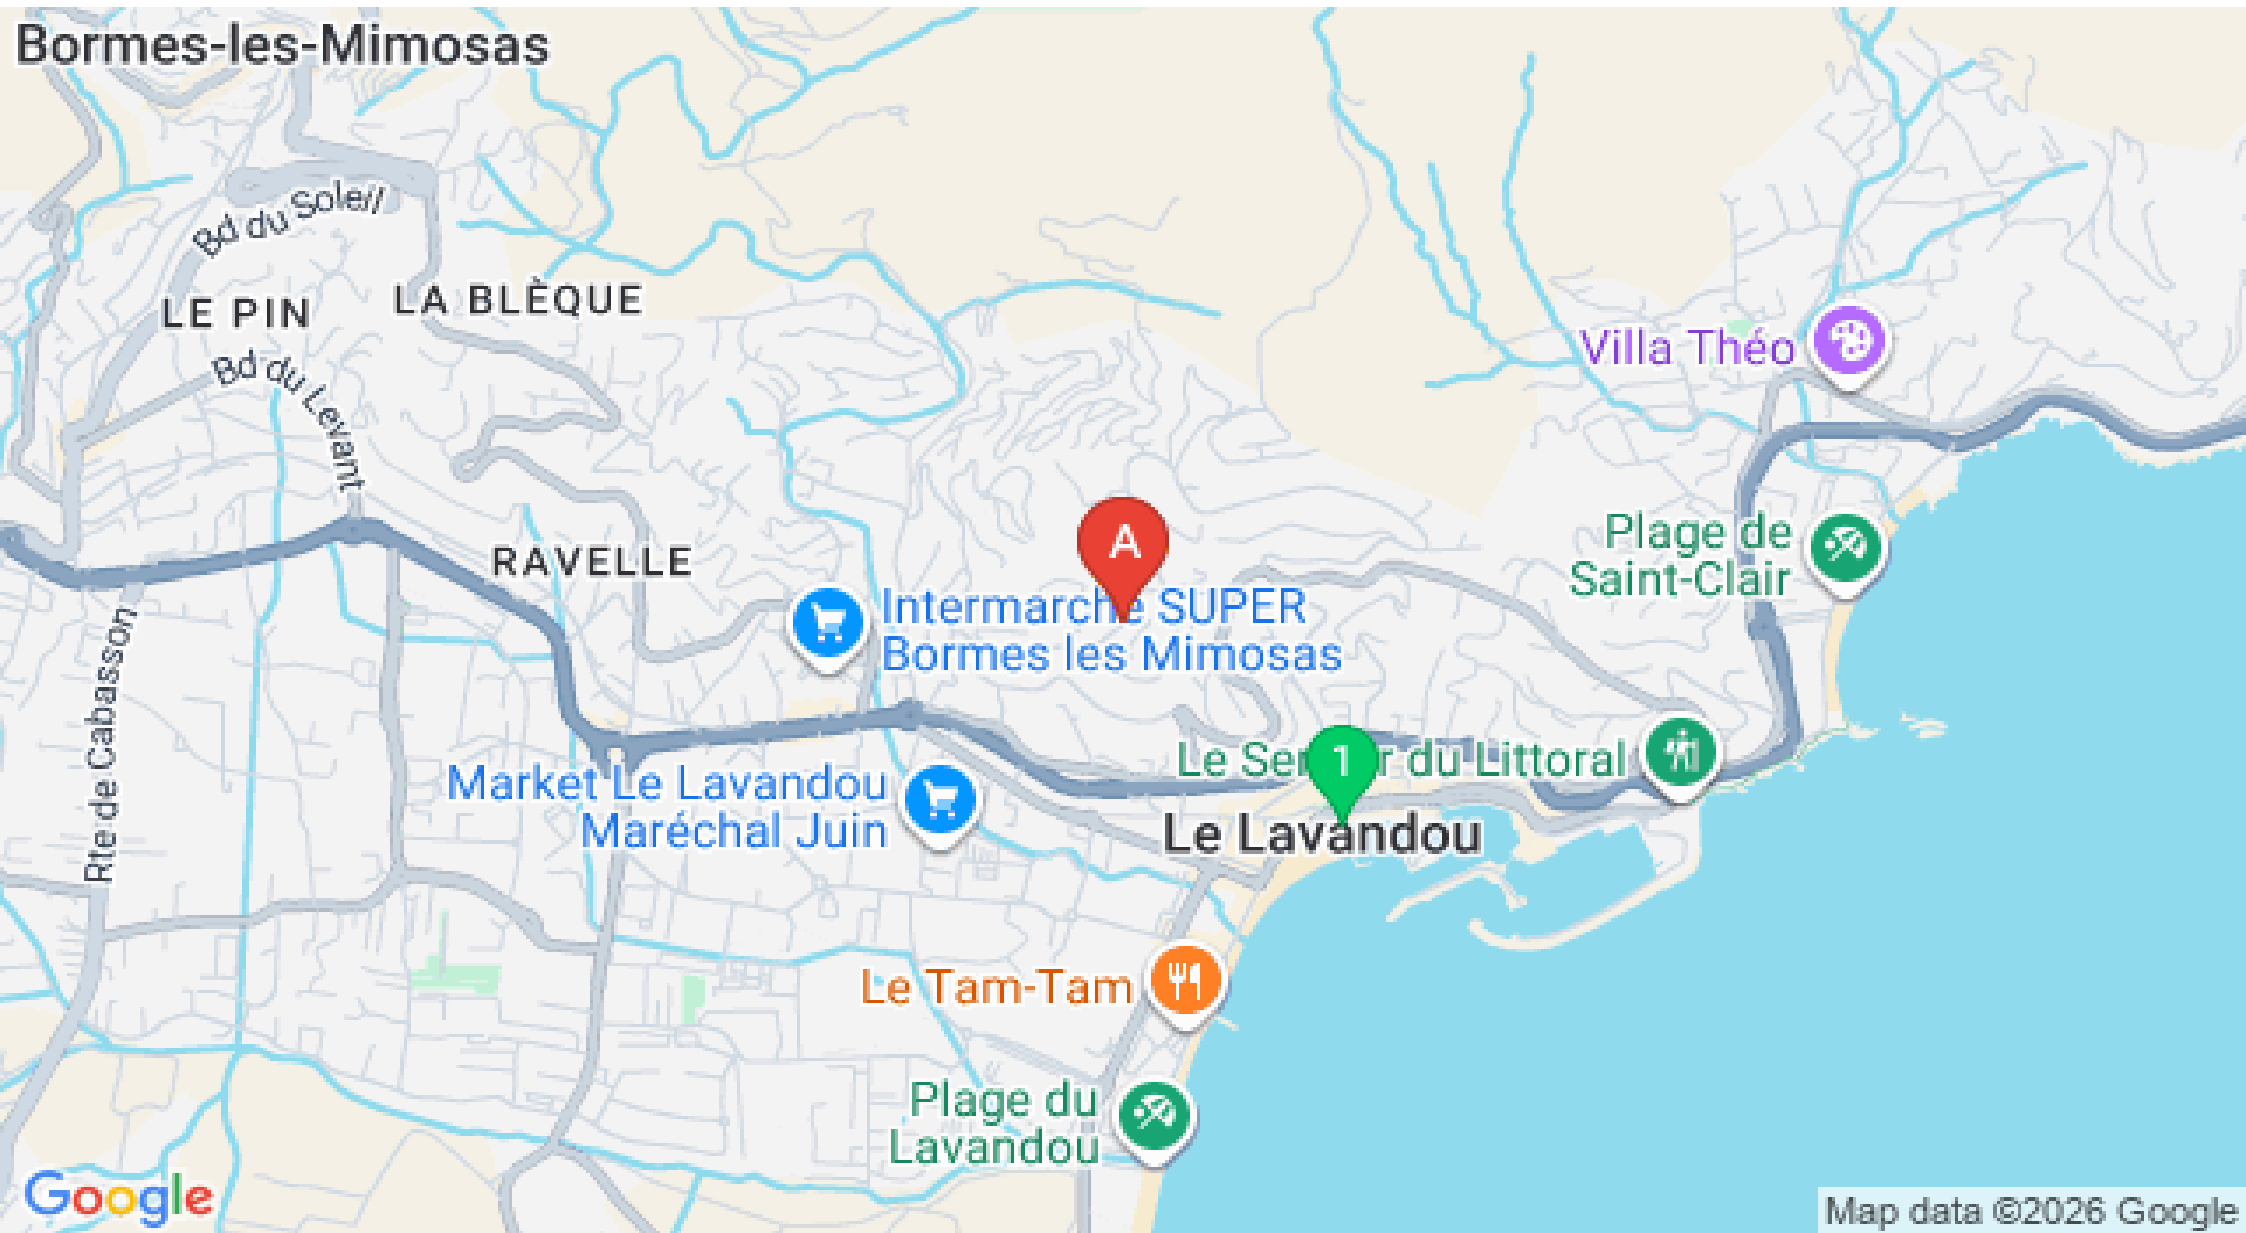 Bormes-les-Mimosas
Bd du Soleil
LE PIN
LA BLÈQUE
Bd du Levant
Villa Théo
A
RAVELLE
Plage de
Saint-Clair
Intermarché SUPER
Bormes les Mimosas
Rte de Cabasson
1
Le Sentier du Littoral
Market Le Lavandou
Maréchal Juin
Le Lavandou
Le Tam-Tam
Plage du
Lavandou
Google
Map data ©2026 Google